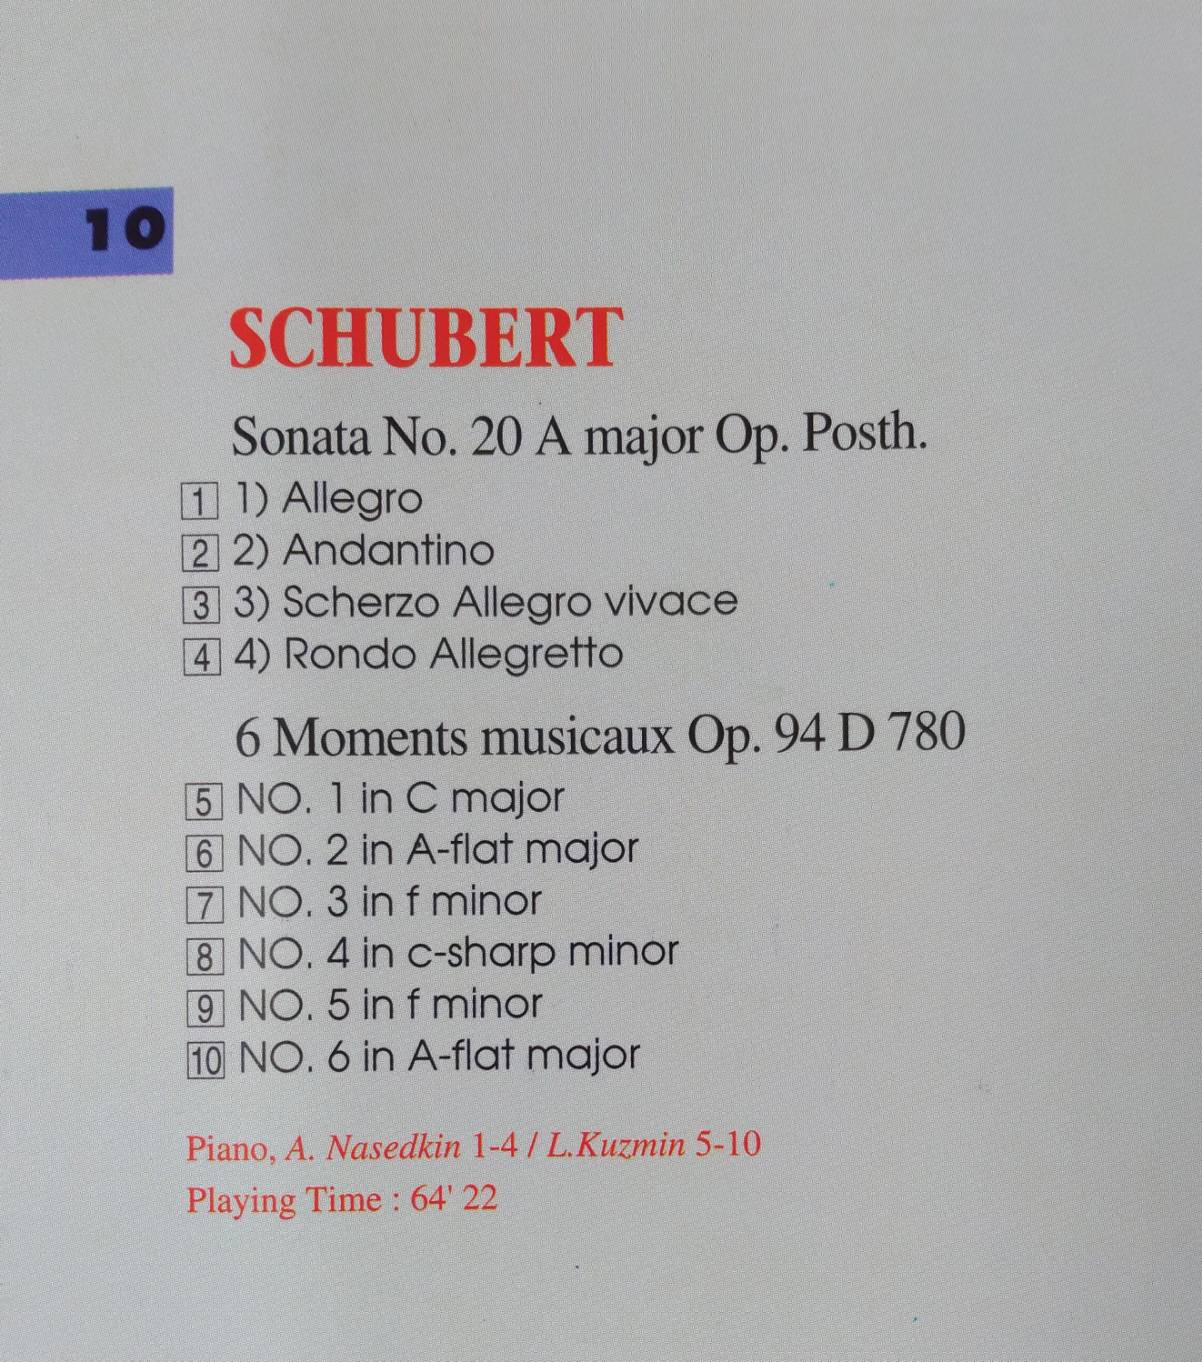 10
SCHUBERT
Sonata No. 20 A major Op. Posth.
1 1) Allegro
2 2) Andantino
3 3) Scherzo Allegro vivace
4 4) Rondo Allegretto
6 Moments musicaux Op. 94 D 780
5 NO. 1 in C major
6 NO. 2 in A-flat major
7 NO. 3 in f minor
8 NO. 4 in c-sharp minor
9 NO. 5 in f minor
10 NO. 6 in A-flat major
Piano, A. Nasedkin 1-4 / L.Kuzmin 5-10
Playing Time : 64' 22